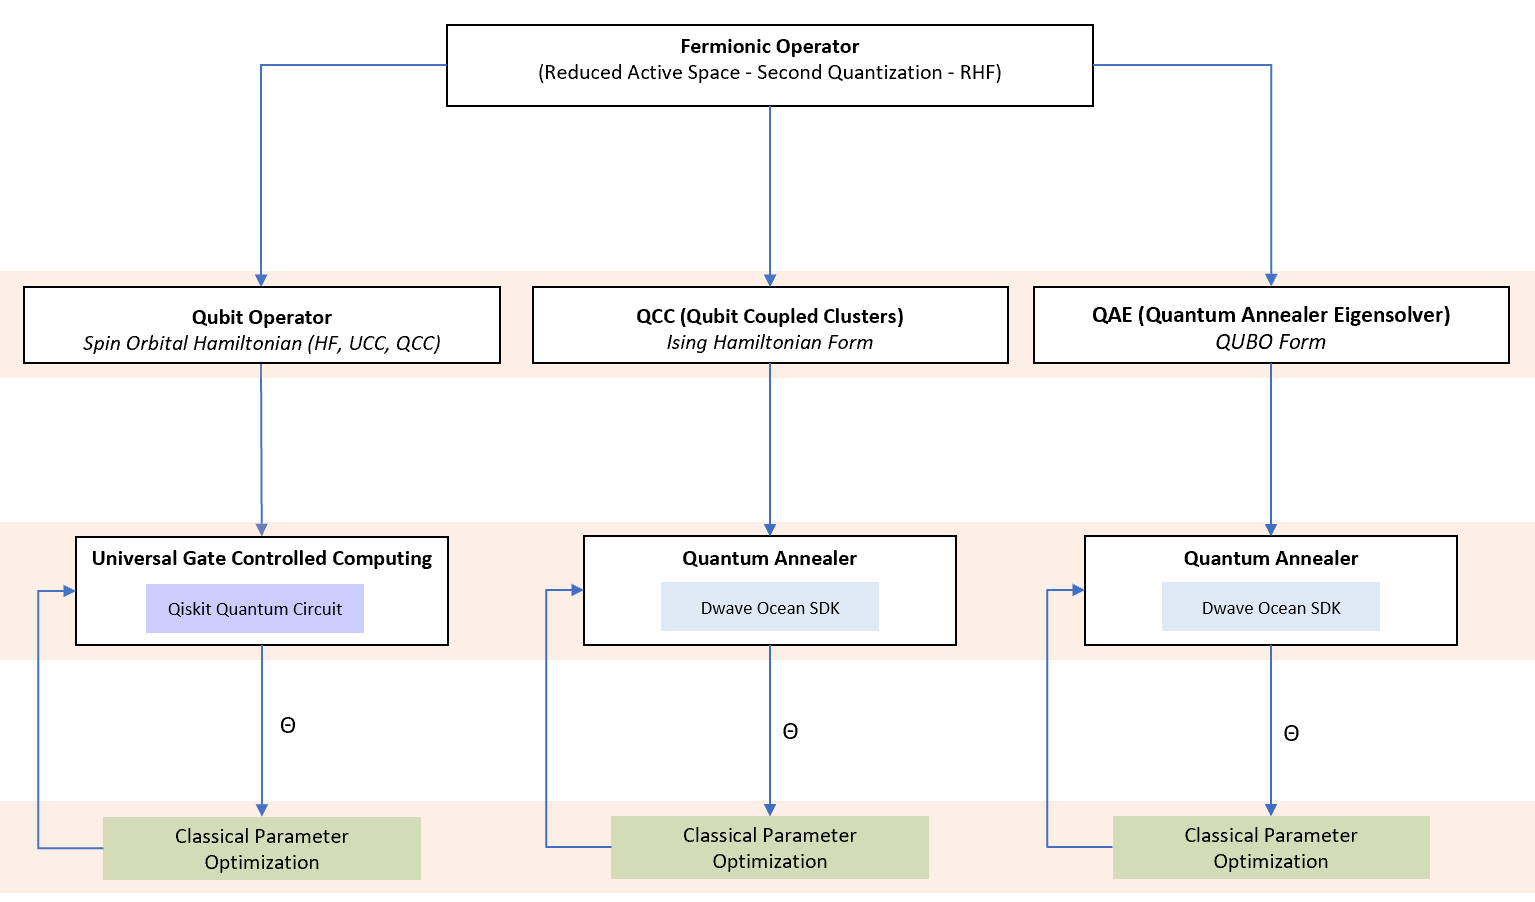 Fermionic Operator
(Reduced Active Space - Second Quantization - RHF)
Qubit Operator
Spin Orbital Hamiltonian (HF, UCC, QCC)
QCC (Qubit Coupled Clusters)
Ising Hamiltonian Form
QAE (Quantum Annealer Eigensolver)
QUBO Form
Universal Gate Controlled Computing
Qiskit Quantum Circuit
Quantum Annealer
Dwave Ocean SDK
Quantum Annealer
Dwave Ocean SDK
Θ
Θ
Θ
Classical Parameter
Optimization
Classical Parameter
Optimization
Classical Parameter
Optimization